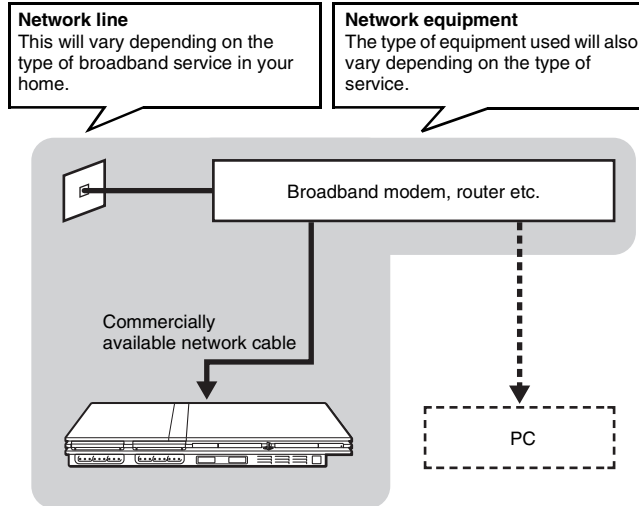 Network line
This will vary depending on the
type of broadband service in your
home.
Network equipment
The type of equipment used will also
vary depending on the type of
service.
Broadband modem, router etc.
Commercially
available network cable
PC